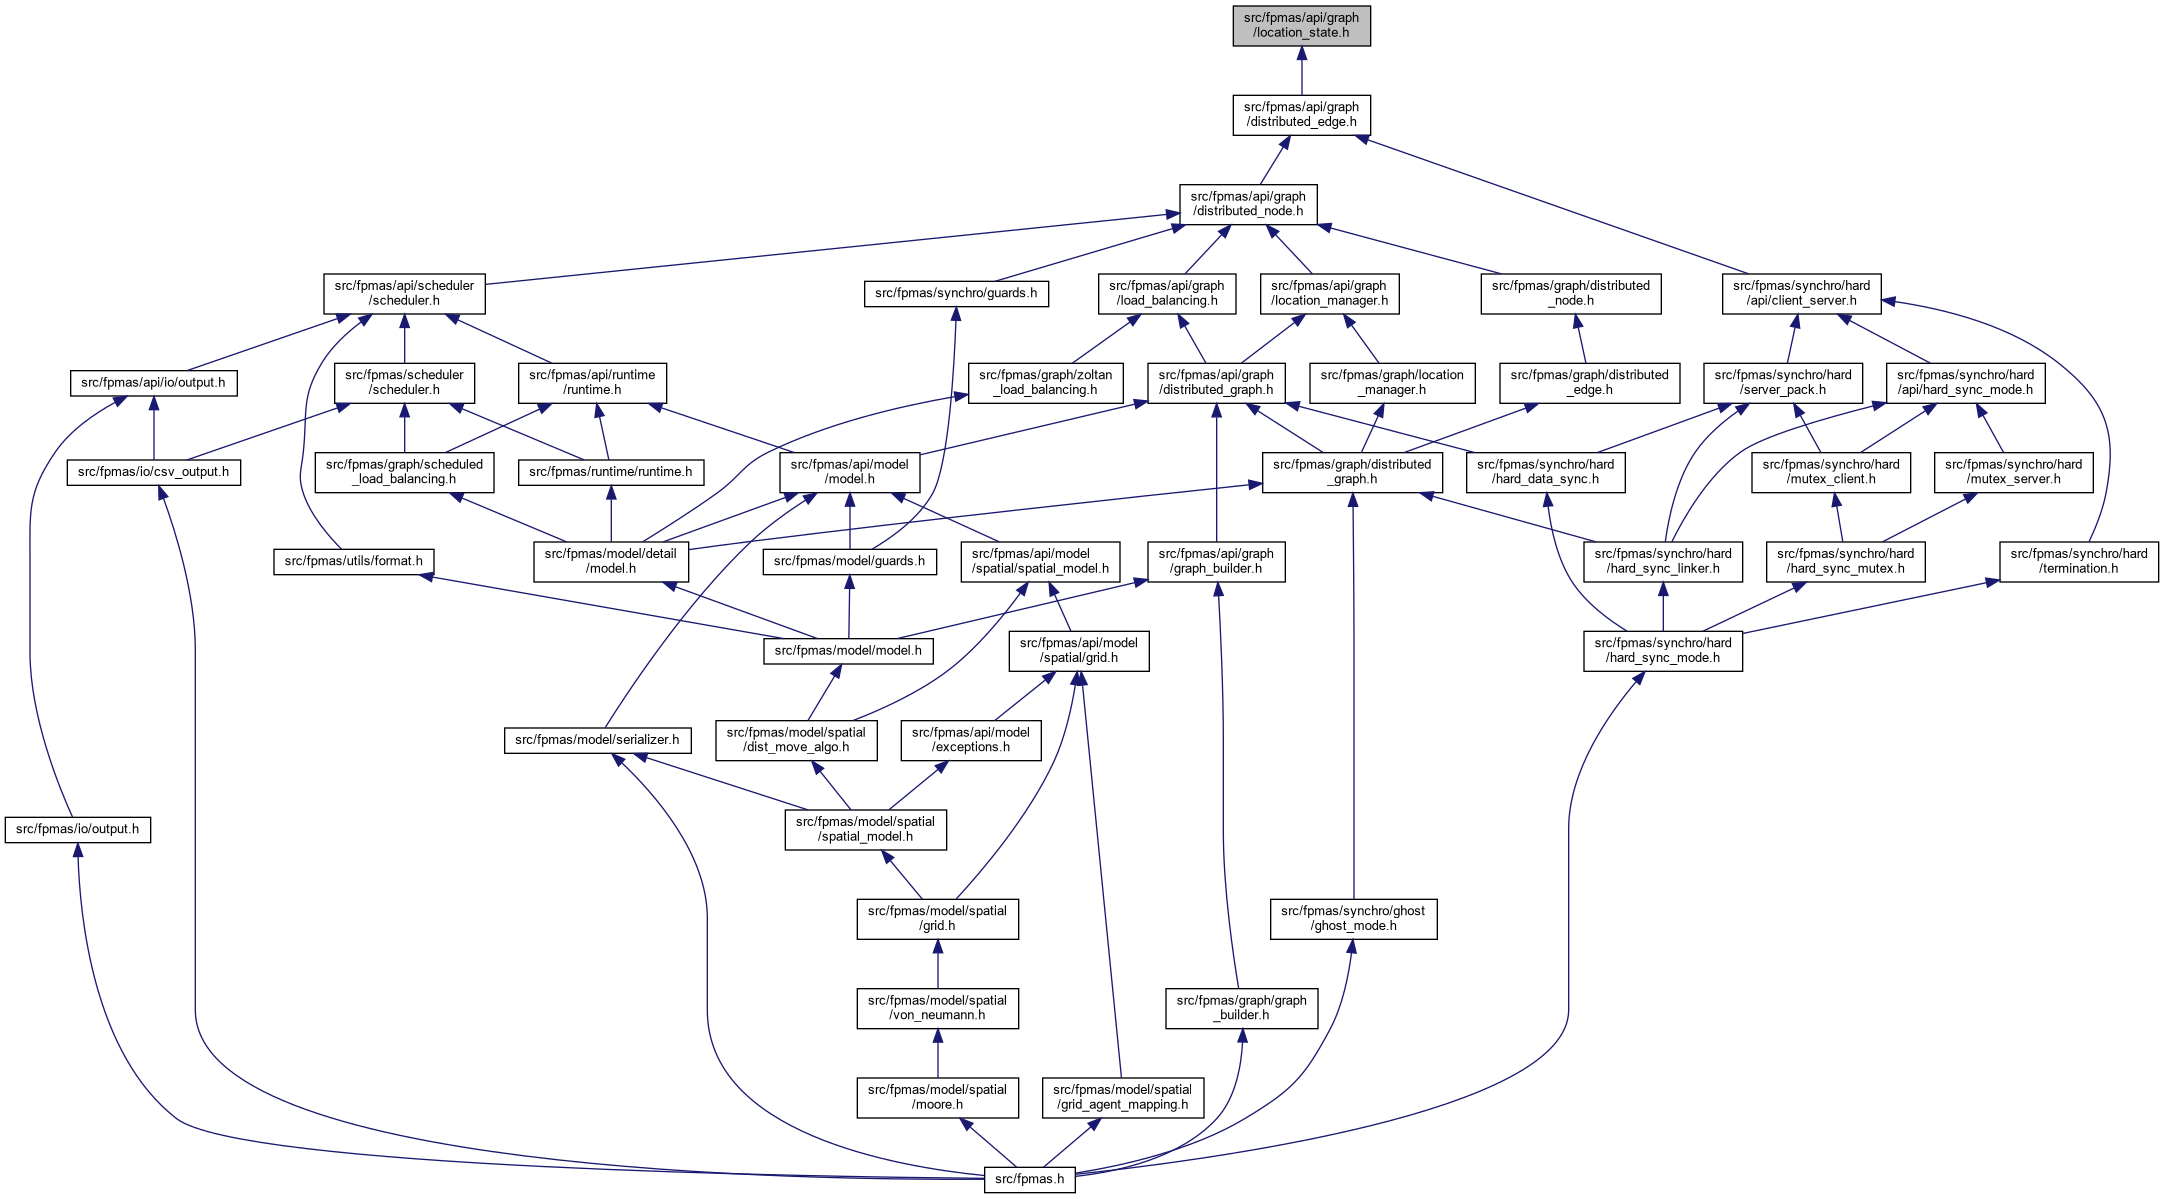 src/fpmas/api/graph
/location_state.h
src/fpmas/api/graph
/distributed_edge.h
src/fpmas/api/graph
/distributed_node.h
src/fpmas/api/scheduler
/scheduler.h
src/fpmas/synchro/guards.h
src/fpmas/api/graph
/load_balancing.h
src/fpmas/api/graph
/location_manager.h
src/fpmas/graph/distributed
_node.h
src/fpmas/synchro/hard
/api/client_server.h
src/fpmas/api/io/output.h
src/fpmas/scheduler
/scheduler.h
src/fpmas/api/runtime
/runtime.h
src/fpmas/graph/zoltan
_load_balancing.h
src/fpmas/api/graph
/distributed_graph.h
src/fpmas/graph/location
_manager.h
src/fpmas/graph/distributed
_edge.h
src/fpmas/synchro/hard
/server_pack.h
src/fpmas/synchro/hard
/api/hard_sync_mode.h
src/fpmas/io/csv_output.h
src/fpmas/graph/scheduled
_load_balancing.h
src/fpmas/runtime/runtime.h
src/fpmas/api/model
/model.h
src/fpmas/graph/distributed
_graph.h
src/fpmas/synchro/hard
/hard_data_sync.h
src/fpmas/synchro/hard
/mutex_client.h
src/fpmas/synchro/hard
/mutex_server.h
src/fpmas/utils/format.h
src/fpmas/model/detail
/model.h
src/fpmas/model/guards.h
src/fpmas/api/model
/spatial/spatial_model.h
src/fpmas/api/graph
/graph_builder.h
src/fpmas/synchro/hard
/hard_sync_linker.h
src/fpmas/synchro/hard
/hard_sync_mutex.h
src/fpmas/synchro/hard
/termination.h
src/fpmas/model/model.h
src/fpmas/api/model
/spatial/grid.h
src/fpmas/synchro/hard
/hard_sync_mode.h
src/fpmas/model/serializer.h
src/fpmas/model/spatial
/dist_move_algo.h
src/fpmas/api/model
/exceptions.h
src/fpmas/io/output.h
src/fpmas/model/spatial
/spatial_model.h
src/fpmas/model/spatial
/grid.h
src/fpmas/synchro/ghost
/ghost_mode.h
src/fpmas/model/spatial
/von_neumann.h
src/fpmas/graph/graph
_builder.h
src/fpmas/model/spatial
/moore.h
src/fpmas/model/spatial
/grid_agent_mapping.h
src/fpmas.h